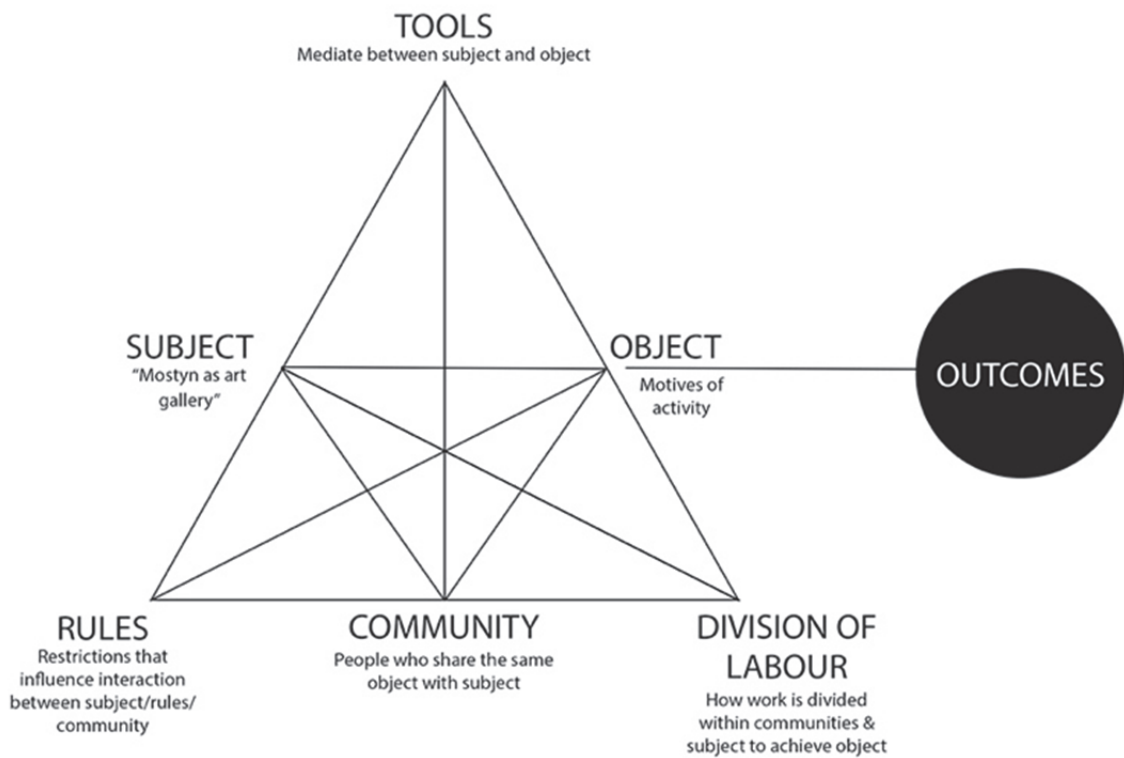 TOOLS
Mediate between subject and object
SUBJECT
“Mostyn as art
gallery”
OBJECT
Motives of
activity
OUTCOMES
RULES
Restrictions that
influence interaction
between subject/rules/
community
COMMUNITY
People who share the same
object with subject
DIVISION OF
LABOUR
How work is divided
within communities &
subject to achieve object